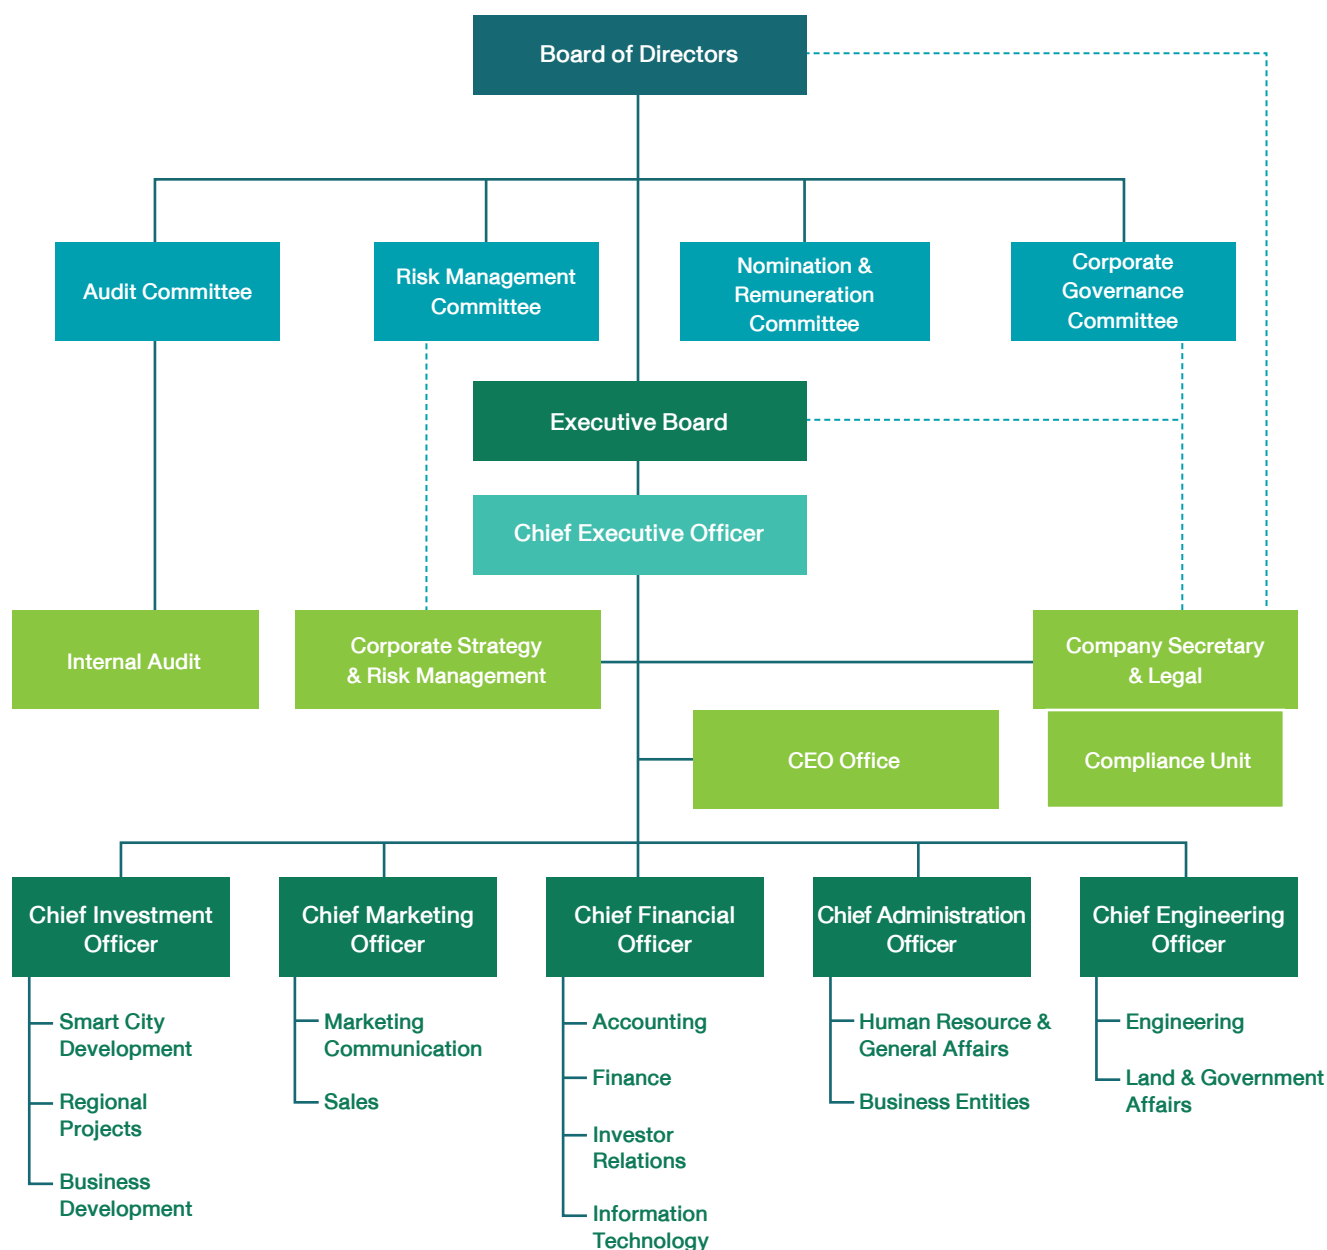 Board of Directors
Audit Committee
Risk Management
Committee
Nomination &
Remuneration
Committee
Corporate
Governance
Committee
Executive Board
Chief Executive Officer
Internal Audit
Corporate Strategy
& Risk Management
Company Secretary
& Legal
CEO Office
Compliance Unit
Chief Investment
Officer
Chief Marketing
Officer
Chief Financial
Officer
Chief Administration
Officer
Chief Engineering
Officer
Smart City
Development
Regional
Projects
Business
Development
Marketing
Communication
Sales
Accounting
Finance
Investor
Relations
Information
Technology
Human Resource &
General Affairs
Business Entities
Engineering
Land & Government
Affairs